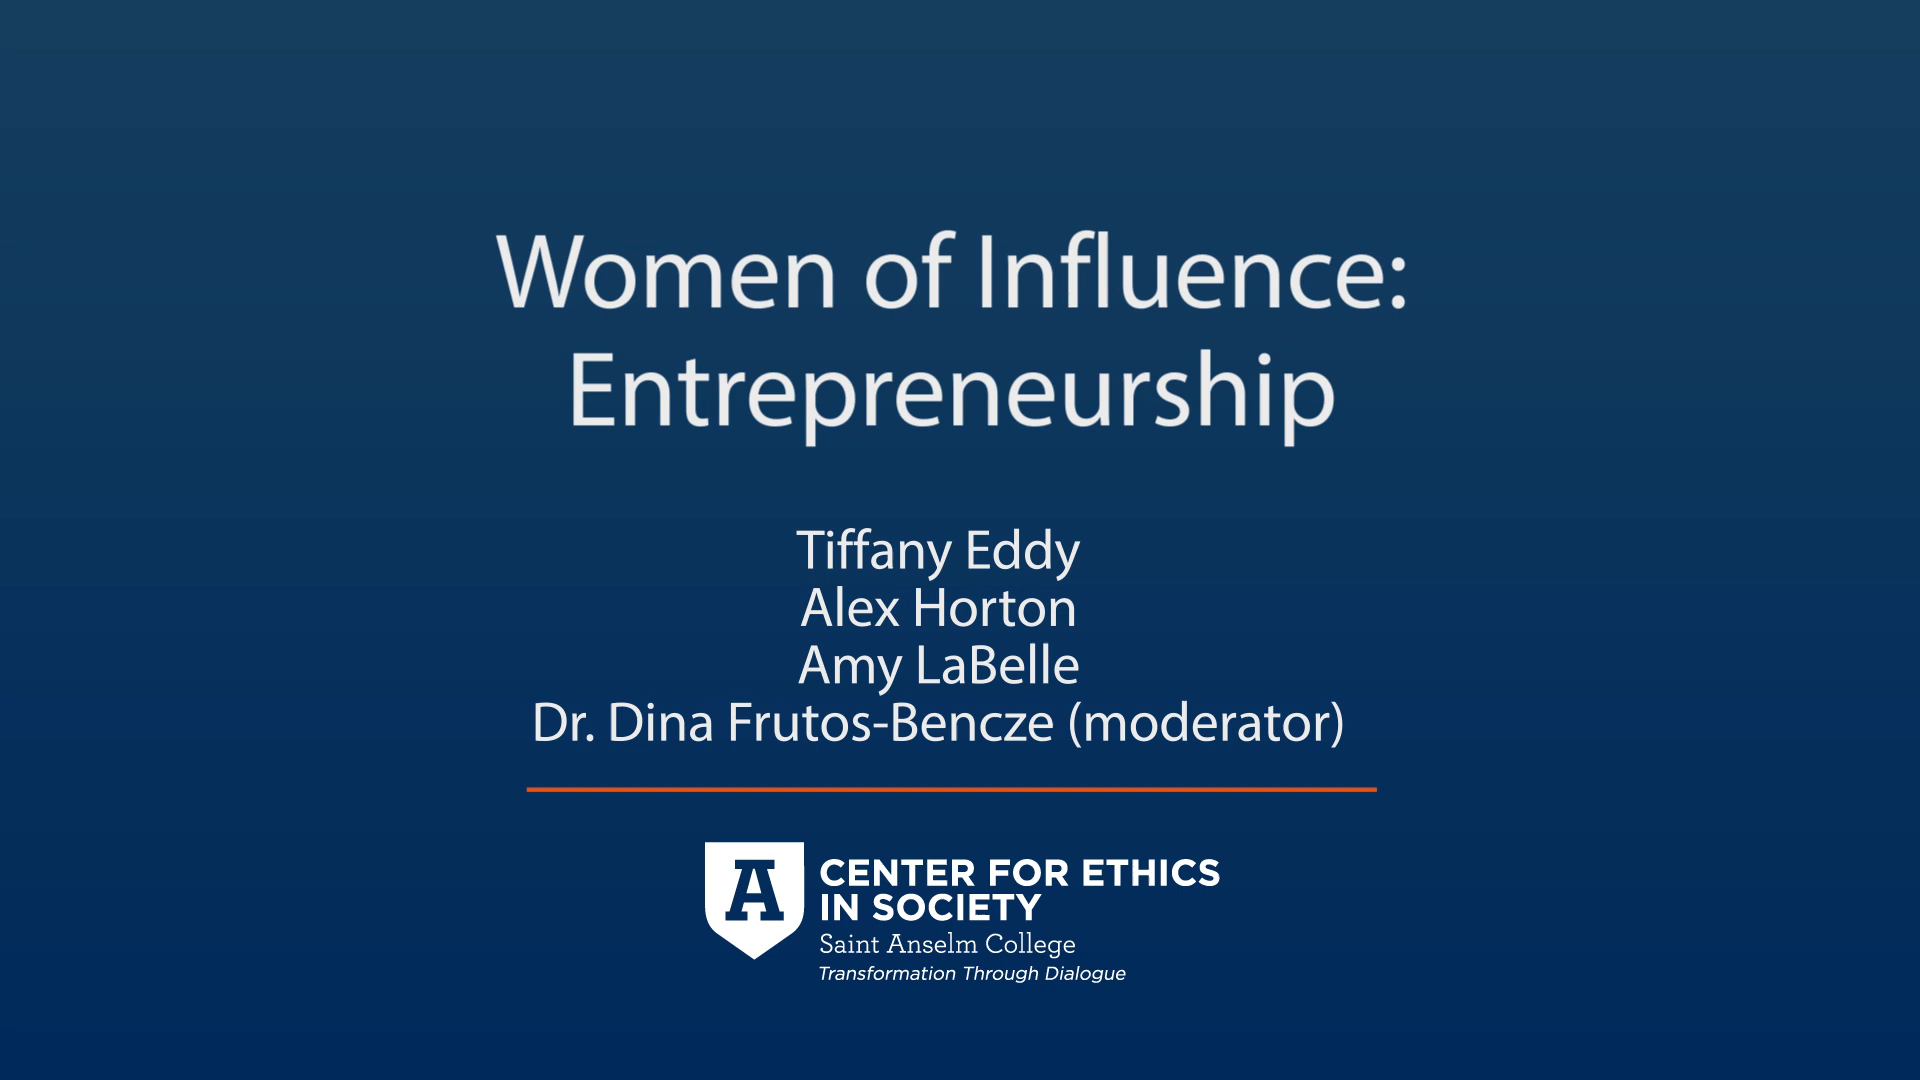 Women of Influence:
Entrepreneurship
Tiffany Eddy
Alex Horton
Amy LaBelle
Dr. Dina Frutos-Bencze (moderator)
A
CENTER FOR ETHICS
IN SOCIETY
Saint Anselm College
Transformation Through Dialogue